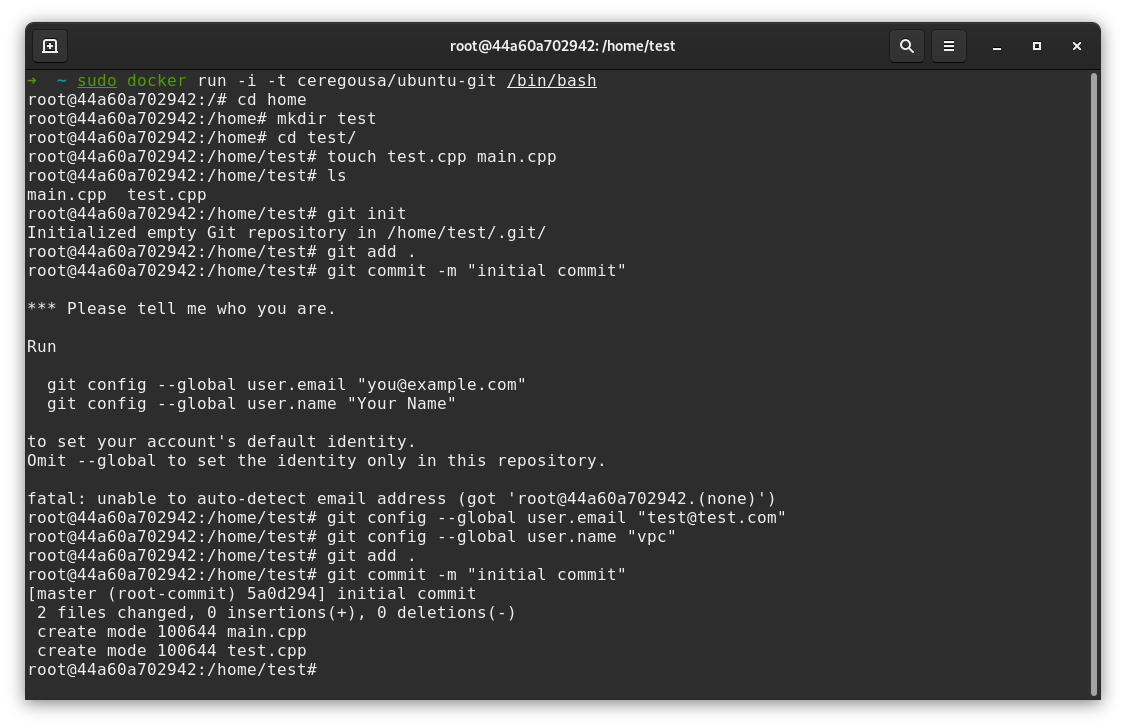 root@44a60a702942: /home/test
➜  ~ sudo docker run -i -t ceregousa/ubuntu-git /bin/bash
root@44a60a702942:/# cd home
root@44a60a702942:/home# mkdir test
root@44a60a702942:/home# cd test/
root@44a60a702942:/home/test# touch test.cpp main.cpp
root@44a60a702942:/home/test# ls
main.cpp  test.cpp
root@44a60a702942:/home/test# git init
Initialized empty Git repository in /home/test/.git/
root@44a60a702942:/home/test# git add .
root@44a60a702942:/home/test# git commit -m "initial commit"

*** Please tell me who you are.

Run

  git config --global user.email "you@example.com"
  git config --global user.name "Your Name"

to set your account's default identity.
Omit --global to set the identity only in this repository.

fatal: unable to auto-detect email address (got 'root@44a60a702942.(none)')
root@44a60a702942:/home/test# git config --global user.email "test@test.com"
root@44a60a702942:/home/test# git config --global user.name "vpc"
root@44a60a702942:/home/test# git add .
root@44a60a702942:/home/test# git commit -m "initial commit"
[master (root-commit) 5a0d294] initial commit
 2 files changed, 0 insertions(+), 0 deletions(-)
 create mode 100644 main.cpp
 create mode 100644 test.cpp
root@44a60a702942:/home/test#